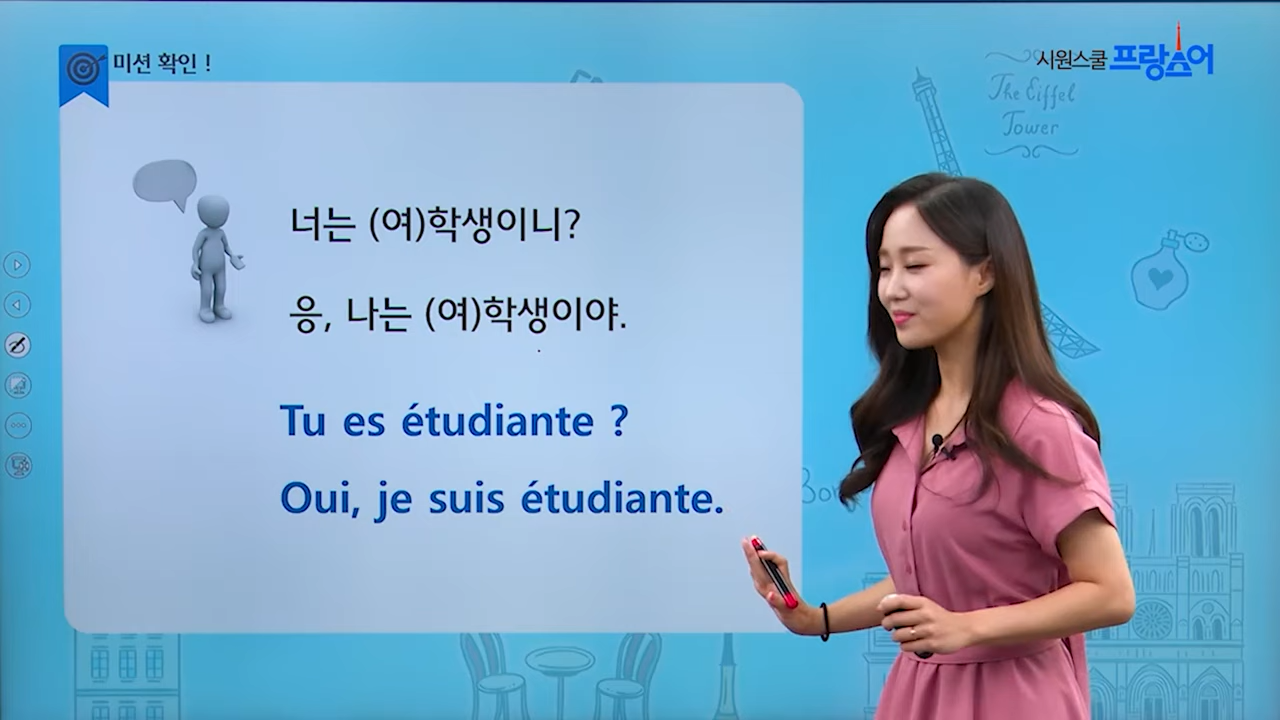 미션 확인 !
시원스쿨 프랑스어
The Eiffel
Tower
너는 (여)학생이니?
응, 나는 (여)학생이야.
Tu es étudiante ?
Oui, je suis étudiante.